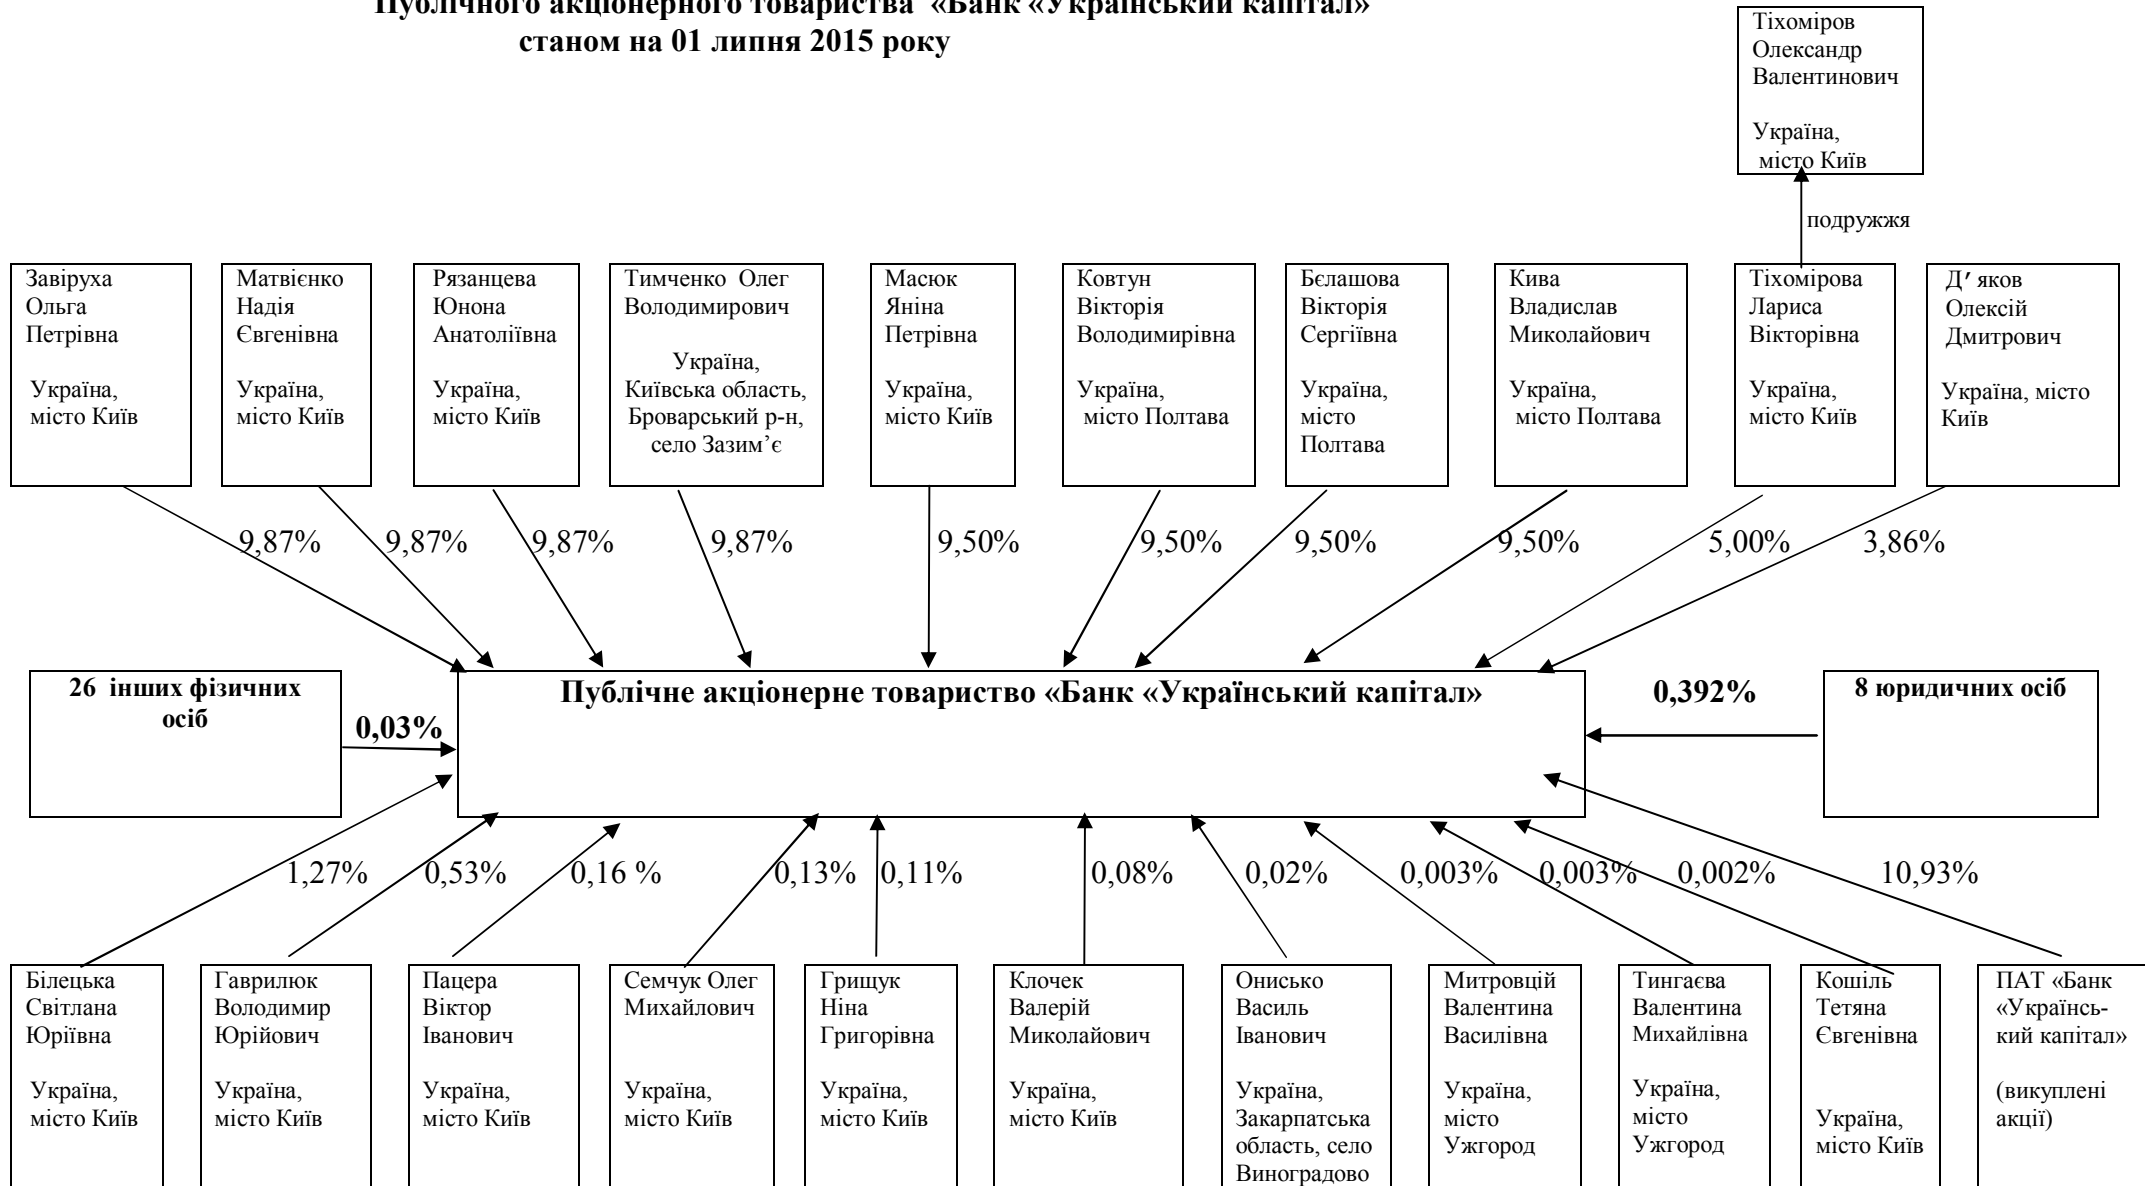 Публічного акціонерного товариства «Банк «Український капітал»
станом на 01 липня 2015 року
Тіхоміров
Олександр
Валентинович
Україна,
місто Київ
подружжя
Завіруха
Ольга
Петрівна
Україна,
місто Київ
Матвієнко
Надія
Євгенівна
Україна,
місто Київ
Рязанцева
Юнона
Анатоліївна
Україна,
місто Київ
Тимченко Олег
Володимирович
Україна,
Київська область,
Броварський р-н,
село Зазим’є
Масюк
Яніна
Петрівна
Україна,
місто Київ
Ковтун
Вікторія
Володимирівна
Україна,
місто Полтава
Бєлашова
Вікторія
Сергіївна
Україна,
місто
Полтава
Кива
Владислав
Миколайович
Україна,
місто Полтава
Тіхомірова
Лариса
Вікторівна
Україна,
місто Київ
Д′ яков
Олексій
Дмитрович
Україна, місто
Київ
9,87%
9,87%
9,87%
9,87%
9,50%
9,50%
9,50%
9,50%
5,00%
3,86%
26 інших фізичних
осіб
0,03%
Публічне акціонерне товариство «Банк «Український капітал»
0,392%
8 юридичних осіб
1,27%
0,53%
0,16 %
0,13%
0,11%
0,08%
0,02%
0,003%
0,003%
0,002%
10,93%
Білецька
Світлана
Юріївна
Україна,
місто Київ
Гаврилюк
Володимир
Юрійович
Україна,
місто Київ
Пацера
Віктор
Іванович
Україна,
місто Київ
Семчук Олег
Михайлович
Україна,
місто Київ
Грищук
Ніна
Григорівна
Україна,
місто Київ
Клочек
Валерій
Миколайович
Україна,
місто Київ
Онисько
Василь
Іванович
Україна,
Закарпатська
область, село
Виноградово
Митровцій
Валентина
Василівна
Україна,
місто
Ужгород
Тингаєва
Валентина
Михайлівна
Україна,
місто
Ужгород
Кошіль
Тетяна
Євгенівна
Україна,
місто Київ
ПАТ «Банк
«Українсь-
кий капітал»
(викуплені
акції)